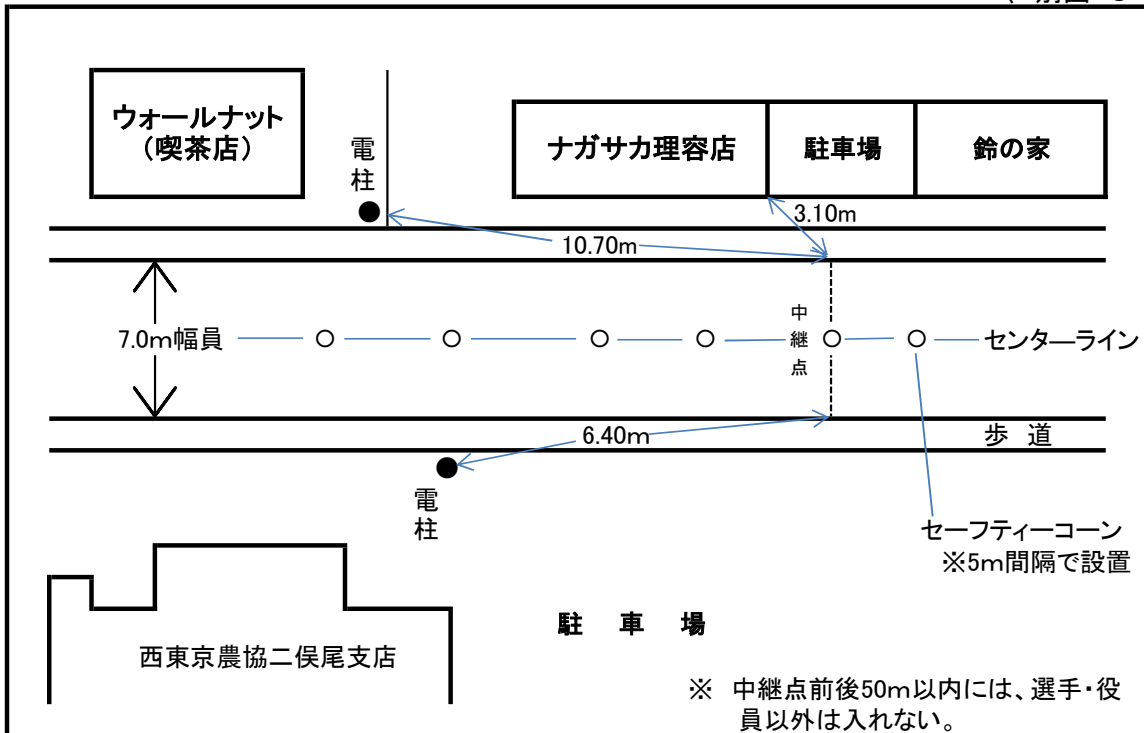 ウォールナット
(喫茶店)
電柱
ナガサカ理容店
駐車場
鈴の家
3.10m
10.70m
7.0m幅員
中継点
センタ―ライン
6.40m
歩 道
電柱
セーフティーコーン
※5m間隔で設置
駐 車 場
西東京農協二俣尾支店
※ 中継点前後50m以内には、選手・役
員以外は入れない。